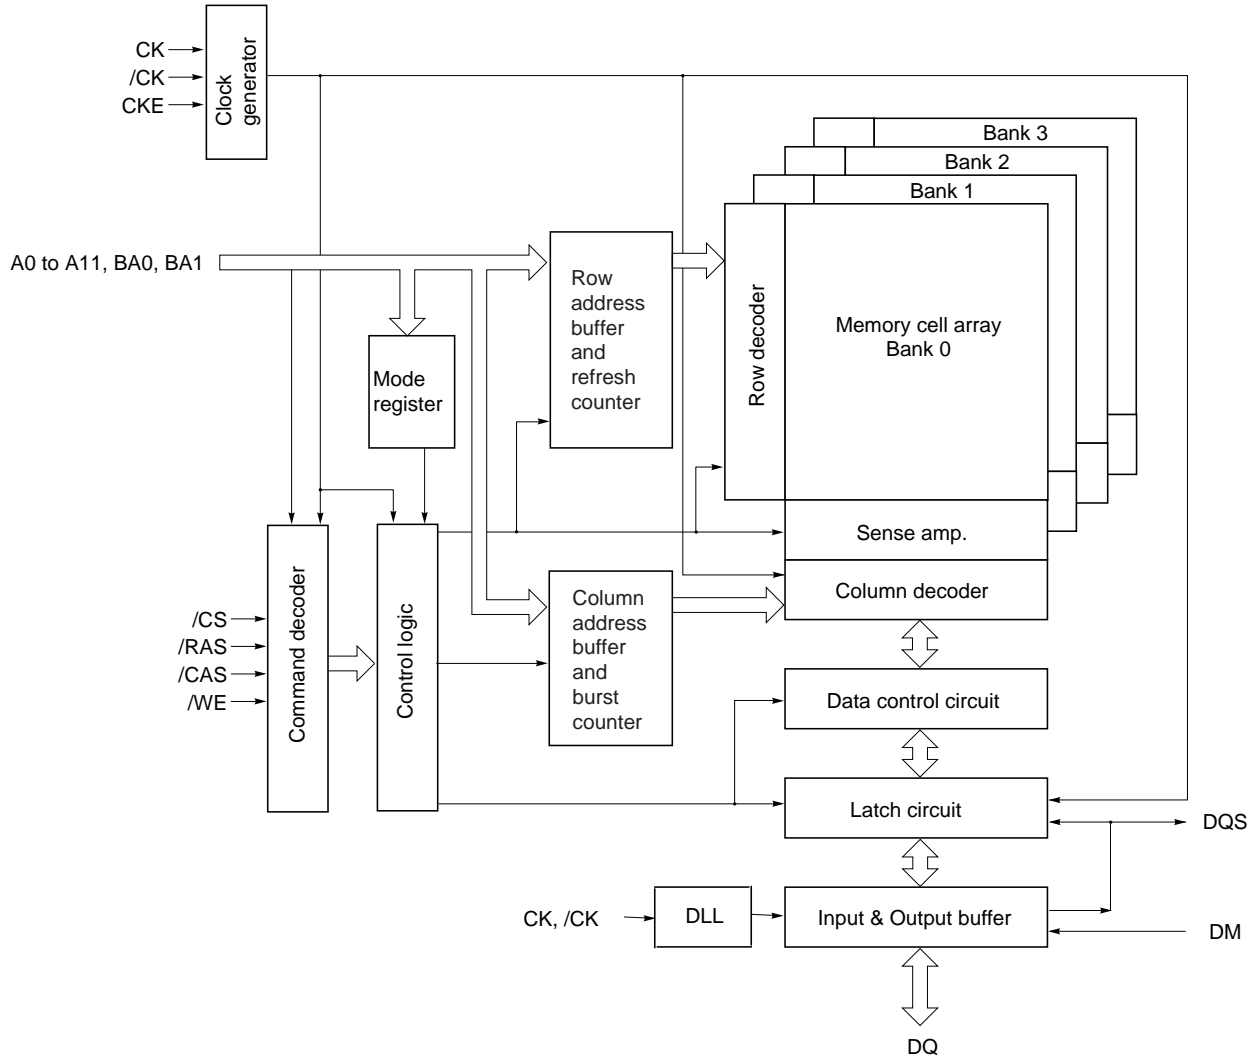 CK
/CK
CKE
Clock
generator
Bank 3
Bank 2
Bank 1
A0 to A11, BA0, BA1
Row
address
buffer
and
refresh
counter
Row decoder
Memory cell array
Bank 0
Mode
register
Sense amp.
Column decoder
/CS
/RAS
/CAS
/WE
Command decoder
Control logic
Column
address
buffer
and
burst
counter
Data control circuit
Latch circuit
DQS
CK, /CK
DLL
Input & Output buffer
DM
DQ